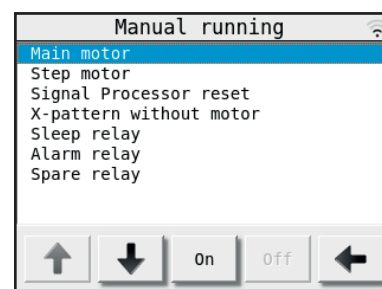 Manual running
Main motor
Step motor
Signal Processor reset
X-pattern without motor
Sleep relay
Alarm relay
Spare relay
On Off